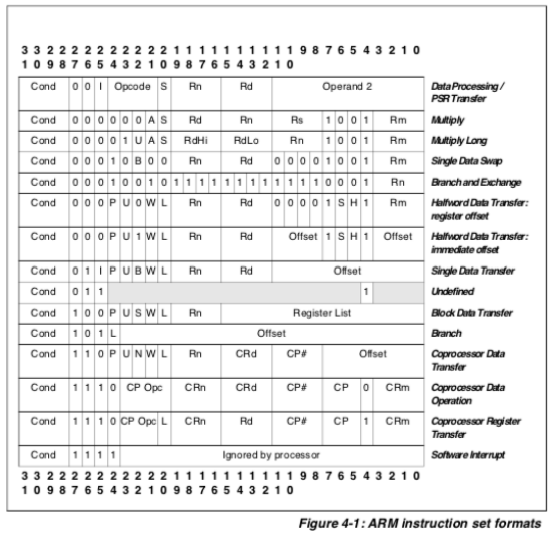 3 3 2 2 2 2 2 2 2 2 2 2 1 1 1 1 1 1 1 1 1 1 9 8 7 6 5 4 3 2 1 0
1 0 9 8 7 6 5 4 3 2 1 0 9 8 7 6 5 4 3 2 1 0
Cond 0 0 I Opcode S Rn Rd Operand 2 Data Processing /
PSR Transfer
Cond 0 0 0 0 0 0 A S Rd Rn Rs 1 0 0 1 Rm Multiply
Cond 0 0 0 0 1 U A S RdHi RdLo Rn 1 0 0 1 Rm Multiply Long
Cond 0 0 0 1 0 B 0 0 Rn Rd 0 0 0 0 1 0 0 1 Rm Single Data Swap
Cond 0 0 0 1 0 0 1 0 1 1 1 1 1 1 1 1 1 1 1 1 0 0 0 1 Rn Branch and Exchange
Cond 0 0 0 P U 0 W L Rn Rd 0 0 0 0 1 S H 1 Rm Halfword Data Transfer:
register offset
Cond 0 0 0 P U 1 W L Rn Rd Offset 1 S H 1 Offset Halfword Data Transfer:
immediate offset
Cond 0 1 I P U B W L Rn Rd Offset Single Data Transfer
Cond 0 1 1 1 Undefined
Cond 1 0 0 P U S W L Rn Register List Block Data Transfer
Cond 1 0 1 L Offset Branch
Cond 1 1 0 P U N W L Rn CRd CP# Offset Coprocessor Data
Transfer
Cond 1 1 1 0 CP Opc CRn CRd CP# CP 0 CRm Coprocessor Data
Operation
Cond 1 1 1 0 CP Opc L CRn Rd CP# CP 1 CRm Coprocessor Register
Transfer
Cond 1 1 1 1 Ignored by processor Software Interrupt
3 3 2 2 2 2 2 2 2 2 2 2 1 1 1 1 1 1 1 1 1 1 9 8 7 6 5 4 3 2 1 0
1 0 9 8 7 6 5 4 3 2 1 0 9 8 7 6 5 4 3 2 1 0
Figure 4-1: ARM instruction set formats